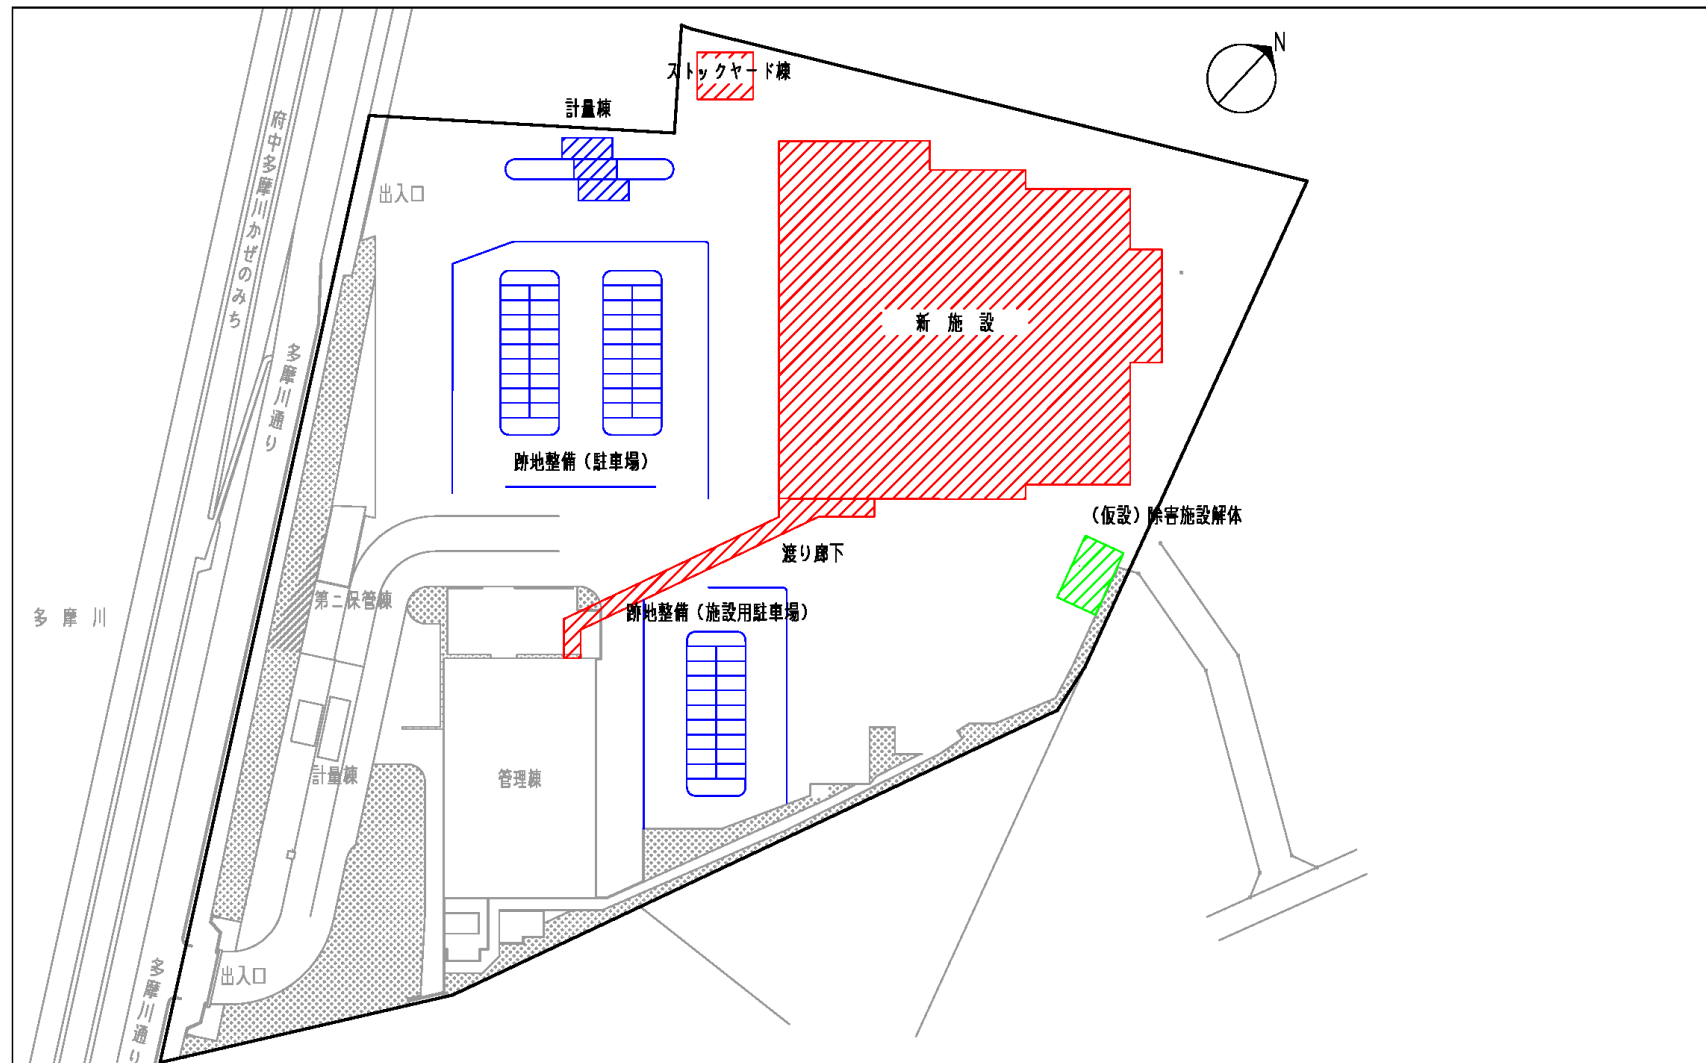 N
ストックヤード棟
計量棟
府中多摩川かぜのみち
出入口
新 施 設
多摩川通り
跡地整備（駐車場）
（仮設）除害施設解体
渡り廊下
第二保管棟
多 摩 川
跡地整備（施設用駐車場）
計量棟
管理棟
出入口
多摩川通り